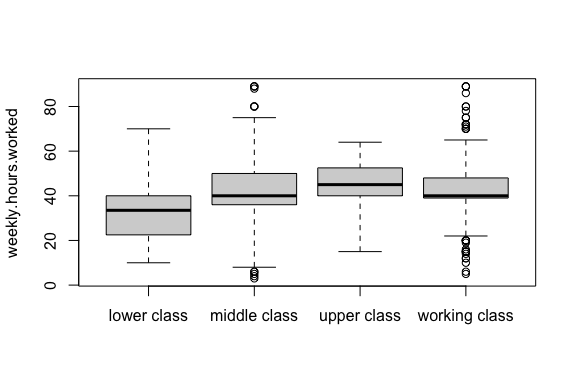 weekly.hours.worked
80
60
40
20
0
lower class
middle class
upper class
working class